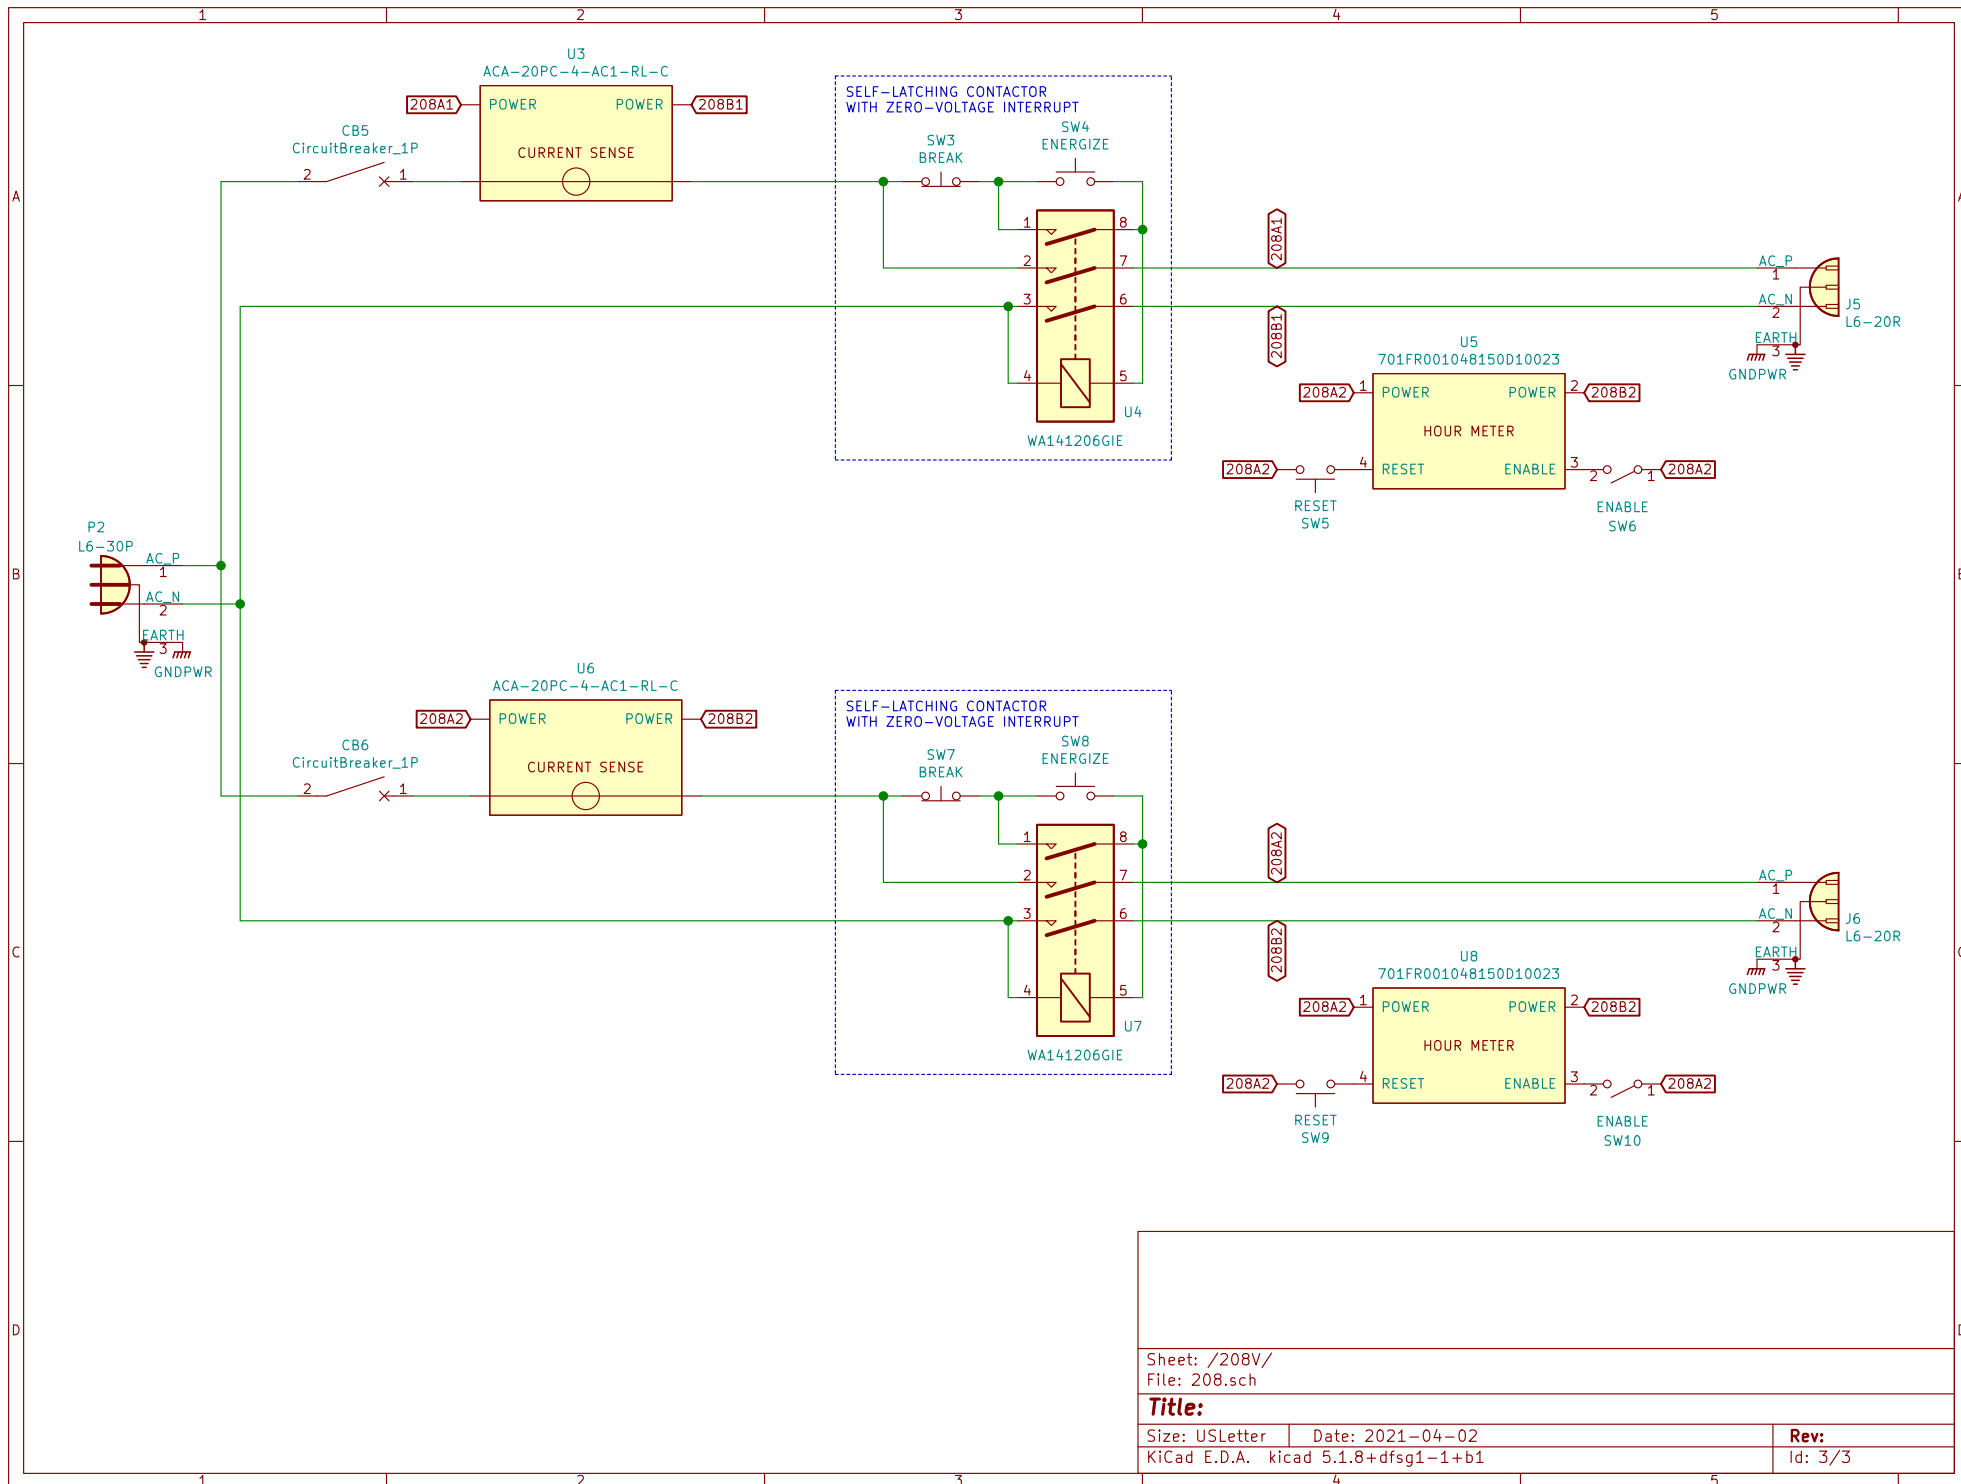 1 2 3 4 5
U3
ACA-20PC-4-AC1-RL-C
208A1 POWER POWER 208B1
CURRENT SENSE
CB5
CircuitBreaker_1P
2 1
SELF-LATCHING CONTACTOR
WITH ZERO-VOLTAGE INTERRUPT
SW3
BREAK
SW4
ENERGIZE
A
1 8
2 7
3 6
4 5
U4
WA141206GIE
208A1
208B1
AC_P
1
AC_N
2
EARTH
3
GNDPWR
J5
L6-20R
U5
701FR001048150D10023
208A2 1 POWER POWER 2 208B2
HOUR METER
208A2 4 RESET ENABLE 3 2 1 208A2
RESET
SW5
ENABLE
SW6
B
P2
L6-30P
AC_P
1
AC_N
2
EARTH
3
GNDPWR
U6
ACA-20PC-4-AC1-RL-C
208A2 POWER POWER 208B2
CURRENT SENSE
CB6
CircuitBreaker_1P
2 1
SELF-LATCHING CONTACTOR
WITH ZERO-VOLTAGE INTERRUPT
SW7
BREAK
SW8
ENERGIZE
1 8
2 7
3 6
4 5
U7
WA141206GIE
208A2
208B2
AC_P
1
AC_N
2
EARTH
3
GNDPWR
J6
L6-20R
C
U8
701FR001048150D10023
208A2 1 POWER POWER 2 208B2
HOUR METER
208A2 4 RESET ENABLE 3 2 1 208A2
RESET
SW9
ENABLE
SW10
D
Sheet: /208V/
File: 208.sch
Title:
Size: USLetter Date: 2021-04-02 Rev:
KiCad E.D.A. kicad 5.1.8+dfsg1-1+b1 Id: 3/3
1 2 3 4 5